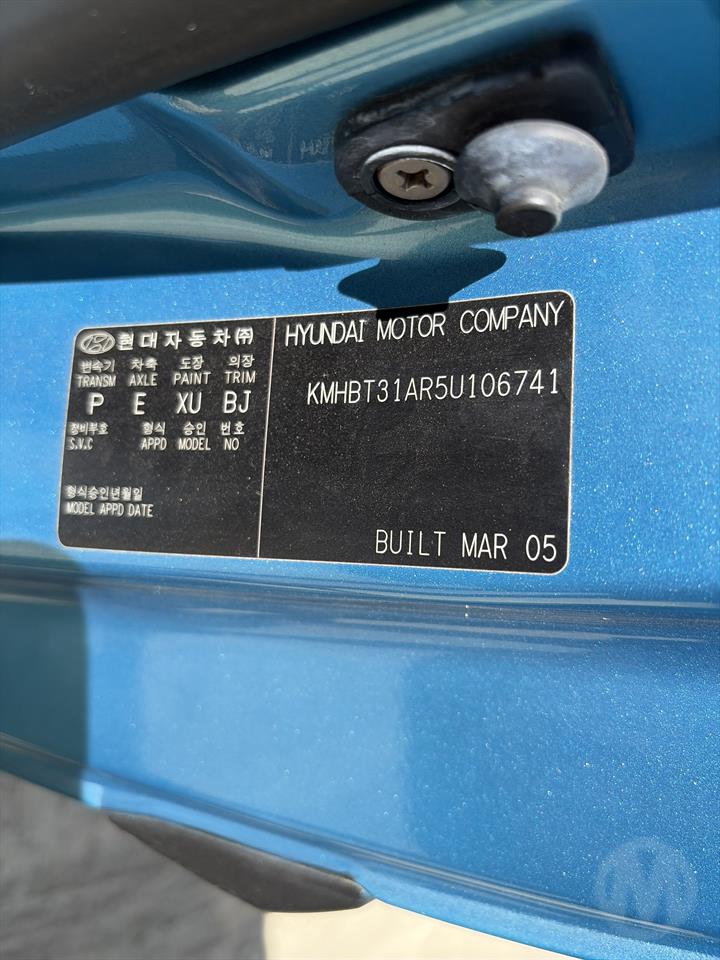 현대자동차㈜
변속기 차축 도장 의장
TRANSM AXLE PAINT TRIM
P E XU BJ
정비부호 형식 승인 번호
S.V.C APPD MODEL NO
형식승인년월일
MODEL APPD DATE
HYUNDAI MOTOR COMPANY
KMHBT31AR5U106741
BUILT MAR 05
M